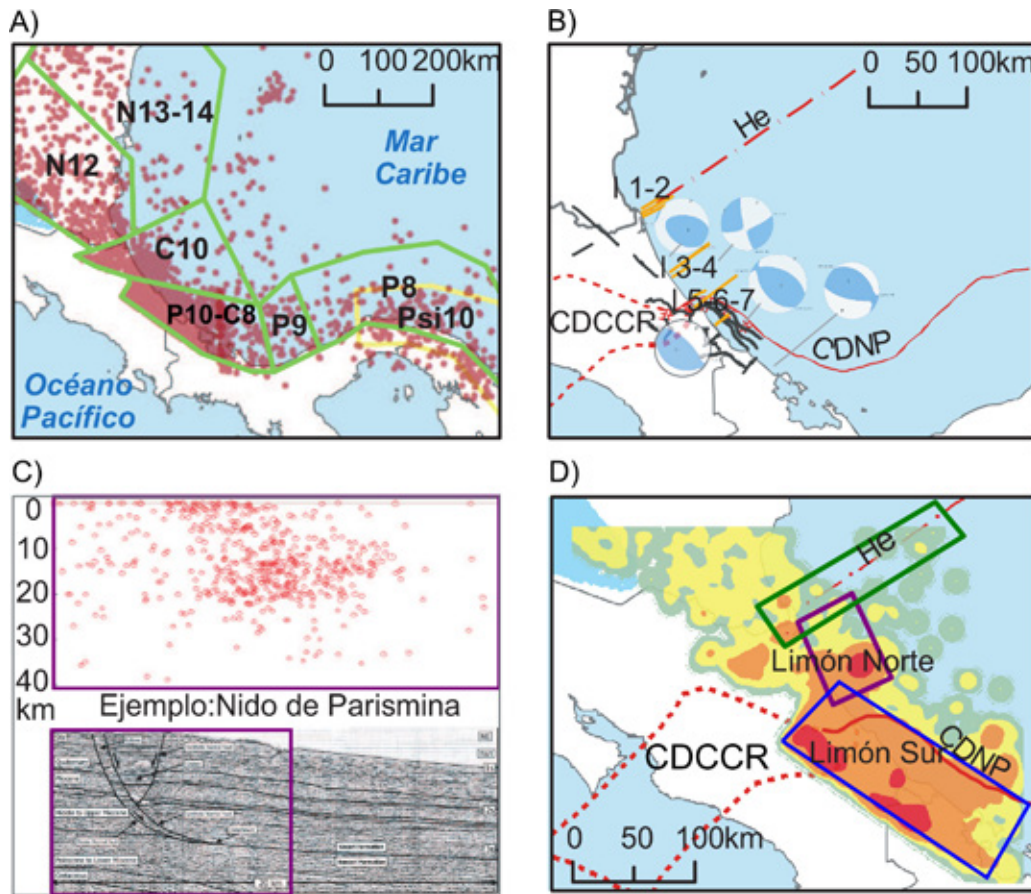 A)
0 100 200km
N13-14
N12
Mar
Caribe
C10
P8
P10-C8
P9
Psi10
Océano
Pacífico
B)
0 50 100km
He
I 1-2
I 3-4
I 5-6-7
CDCCR
CDNP
C)
0
10
20
30
40
km
Ejemplo:Nido de Parismina
D)
He
Limón Norte
CDNP
Limón Sur
CDCCR
0 50 100km